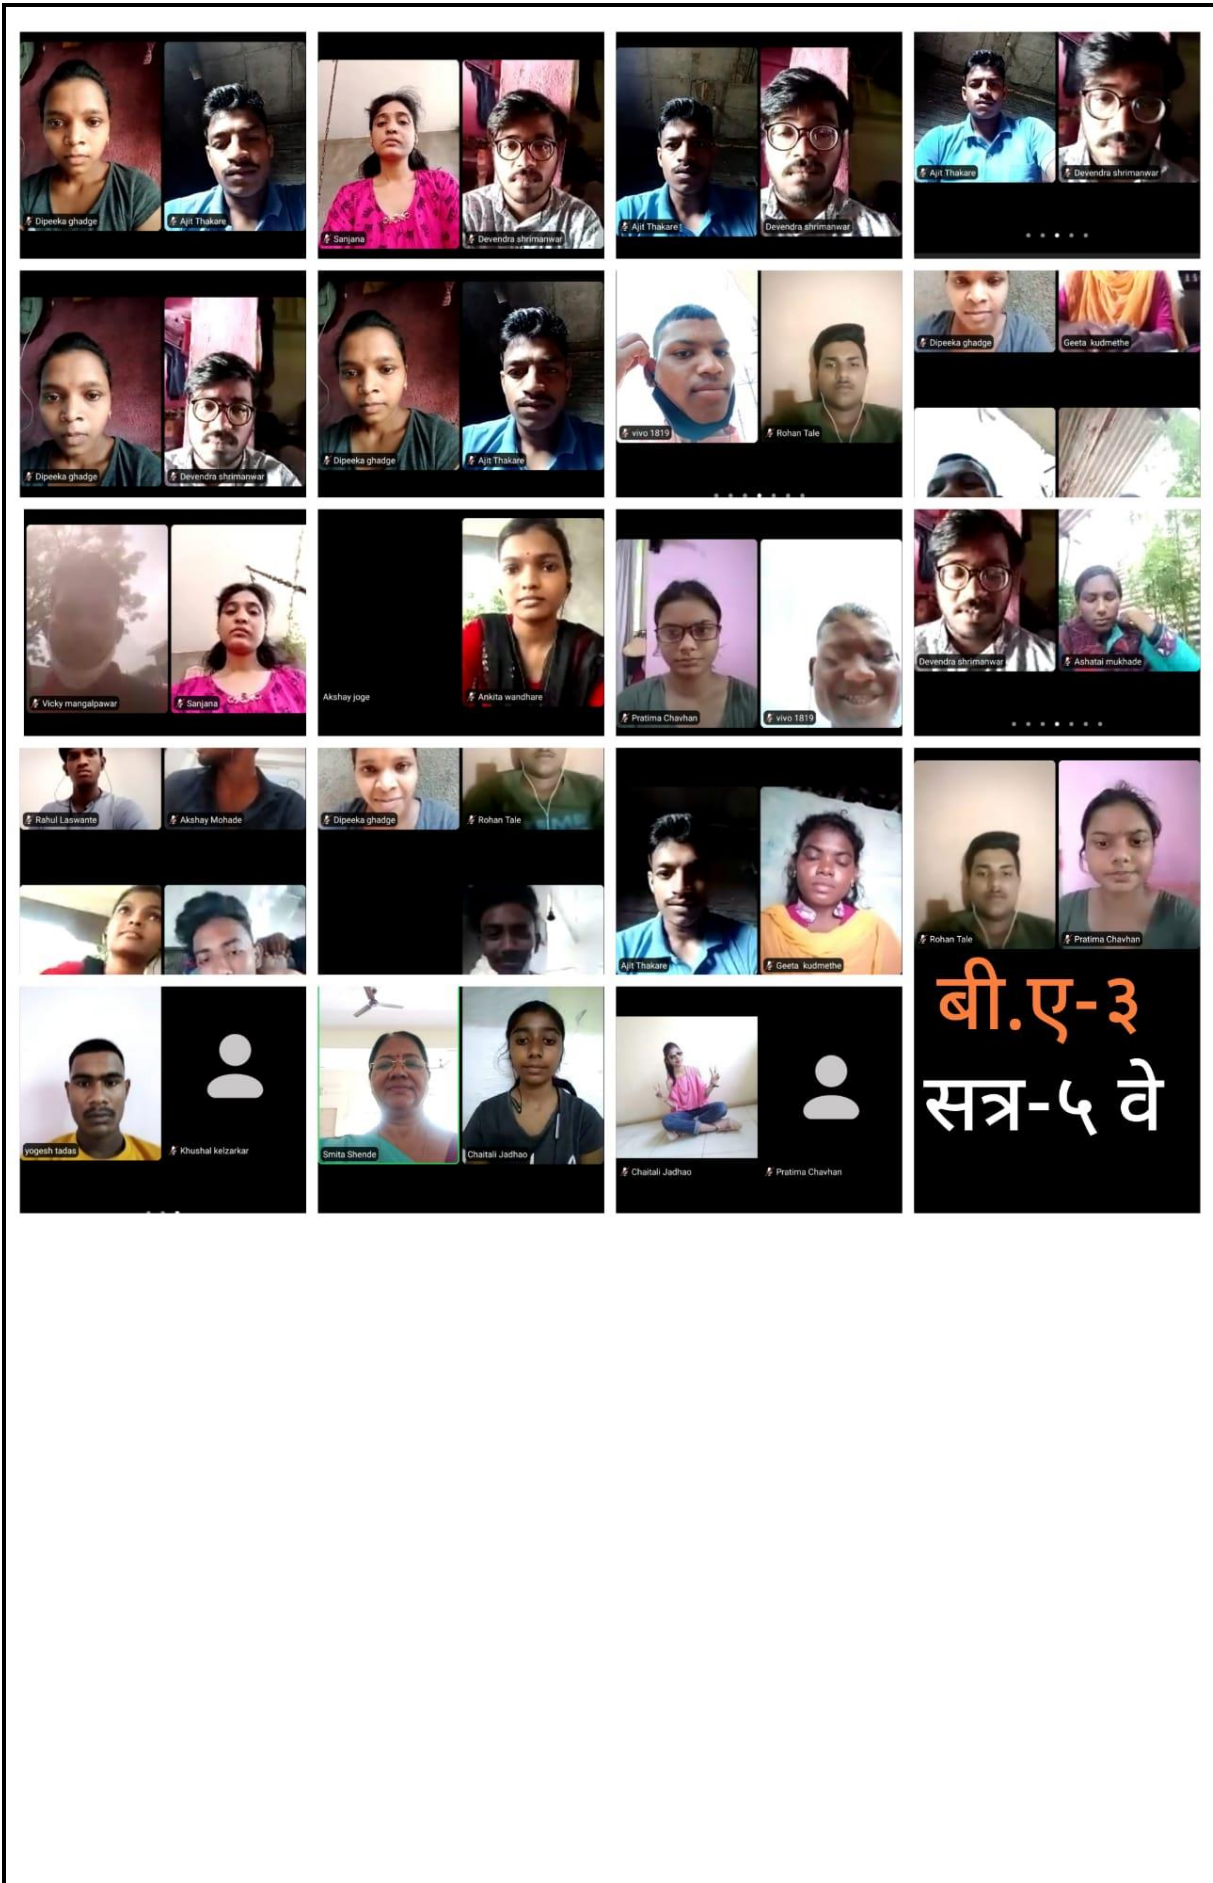 Dipeeka ghadge
Ajit Thakare
Sanjana
Devendra shrimanwar
Ajit Thakare
Devendra shrimanwar
Ajit Thakare
Devendra shrimanwar
Dipeeka ghadge
Devendra shrimanwar
Dipeeka ghadge
Ajit Thakare
vivo 1819
Rohan Tale
Dipeeka ghadge
Geeta kudmethe
Vicky mangalpawar
Sanjana
Akshay joge
Ankita wandhare
Pratima Chavhan
vivo 1819
Devendra shrimanwar
Ashatai mukhade
Rahul Laswante
Akshay Mohade
Dipeeka ghadge
Rohan Tale
Ajit Thakare
Geeta kudmethe
Rohan Tale
Pratima Chavhan
बी.ए-३
सत्र-५ वे
yogesh tadas
Khushal kelzarkar
Smita Shende
Chaitali Jadhao
Chaitali Jadhao
Pratima Chavhan